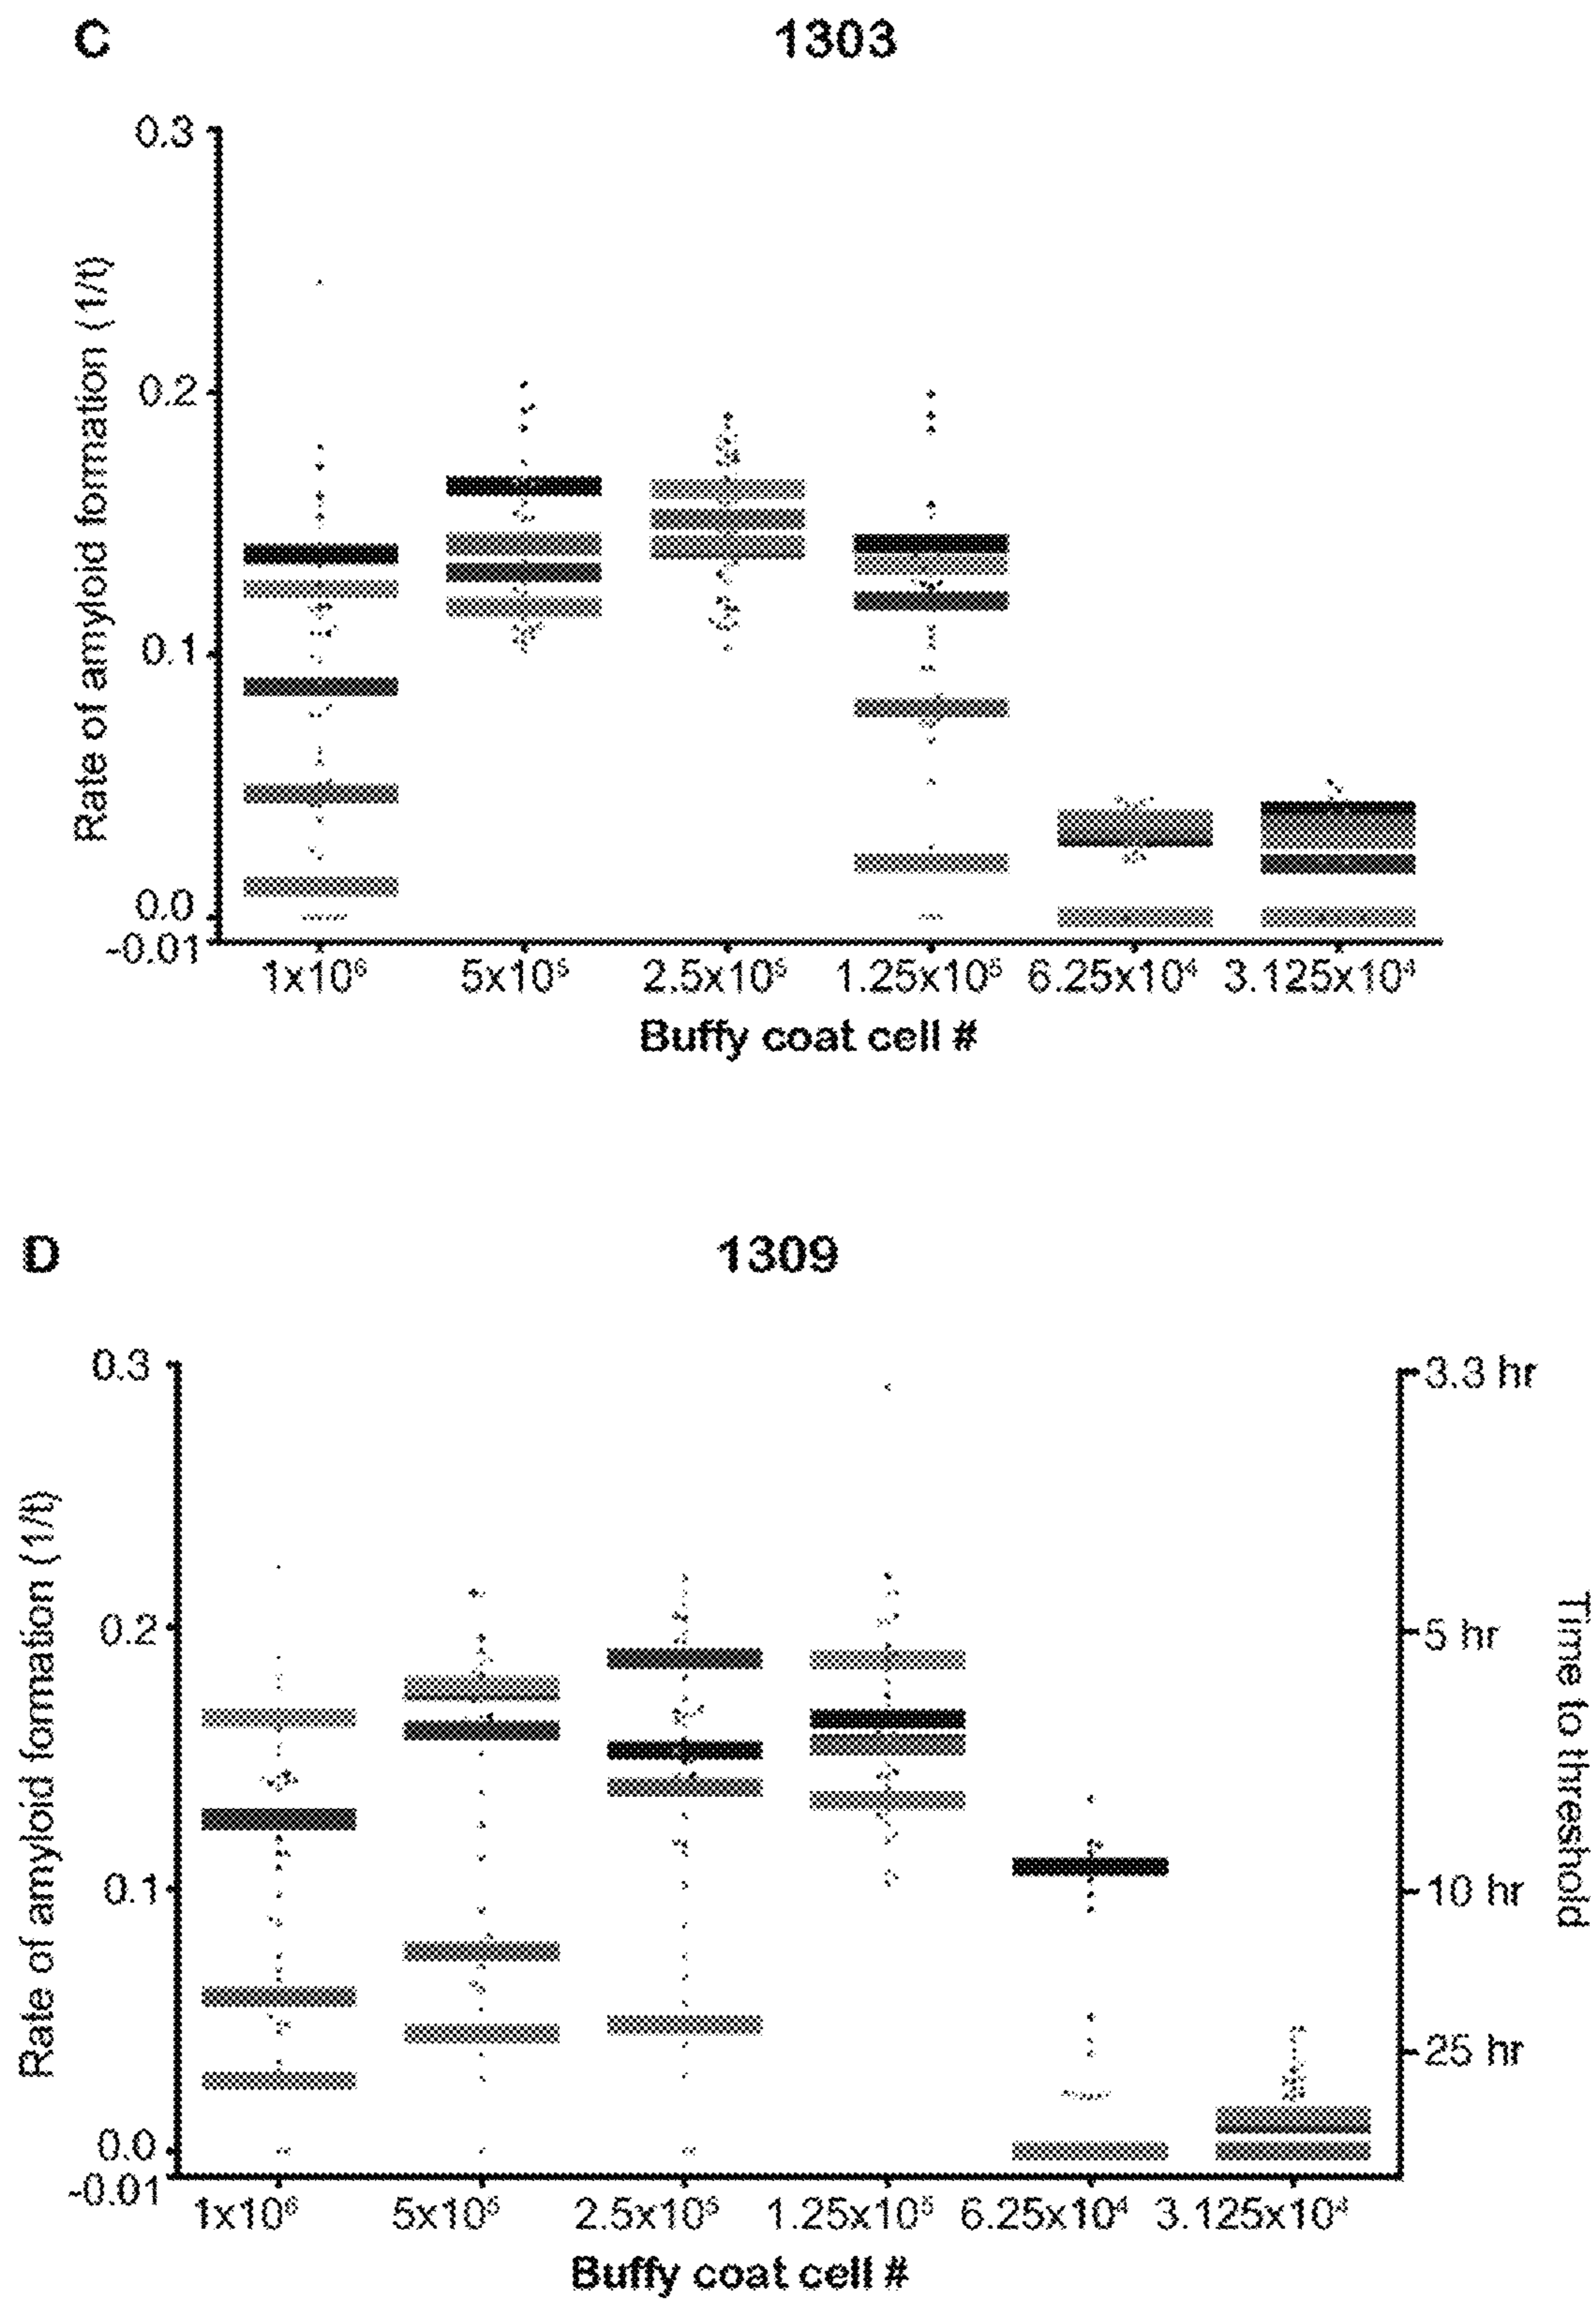 C
1303
Rate of amyloid formation (1/t)
0.3
0.2
0.1
0.0
-0.01
1x10⁶ 5x10⁵ 2.5x10⁵ 1.25x10⁵ 6.25x10⁴ 3.125x10⁴
Buffy coat cell #
D
1309
Rate of amyloid formation (1/t)
0.3
0.2
0.1
0.0
-0.01
3.3 hr
5 hr
10 hr
25 hr
Time to threshold
1x10⁶ 5x10⁵ 2.5x10⁵ 1.25x10⁵ 6.25x10⁴ 3.125x10⁴
Buffy coat cell #